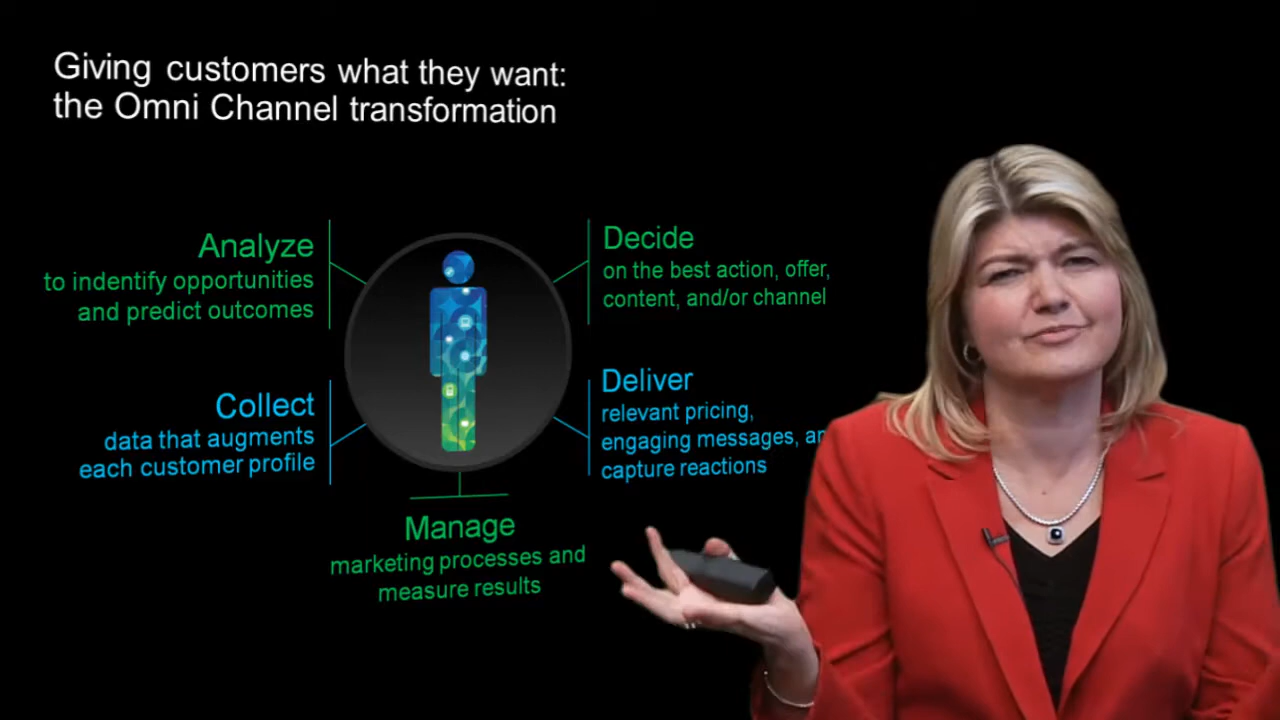 Giving customers what they want:
the Omni Channel transformation
Analyze
to indentify opportunities
and predict outcomes
Decide
on the best action, offer,
content, and/or channel
Collect
data that augments
each customer profile
Deliver
relevant pricing,
engaging messages,
capture reactions
Manage
marketing processes and
measure results